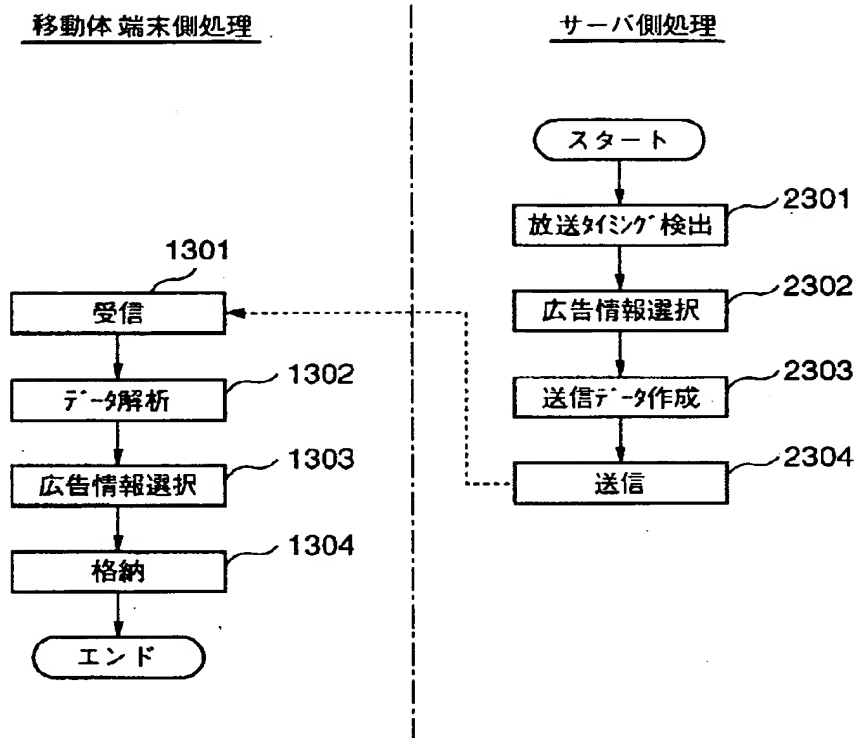 移動体端末側処理
サーバ側処理
スタート
2301
放送タイミング検出
2302
広告情報選択
2303
送信データ作成
2304
送信
1301
受信
1302
データ解析
1303
広告情報選択
1304
格納
エンド